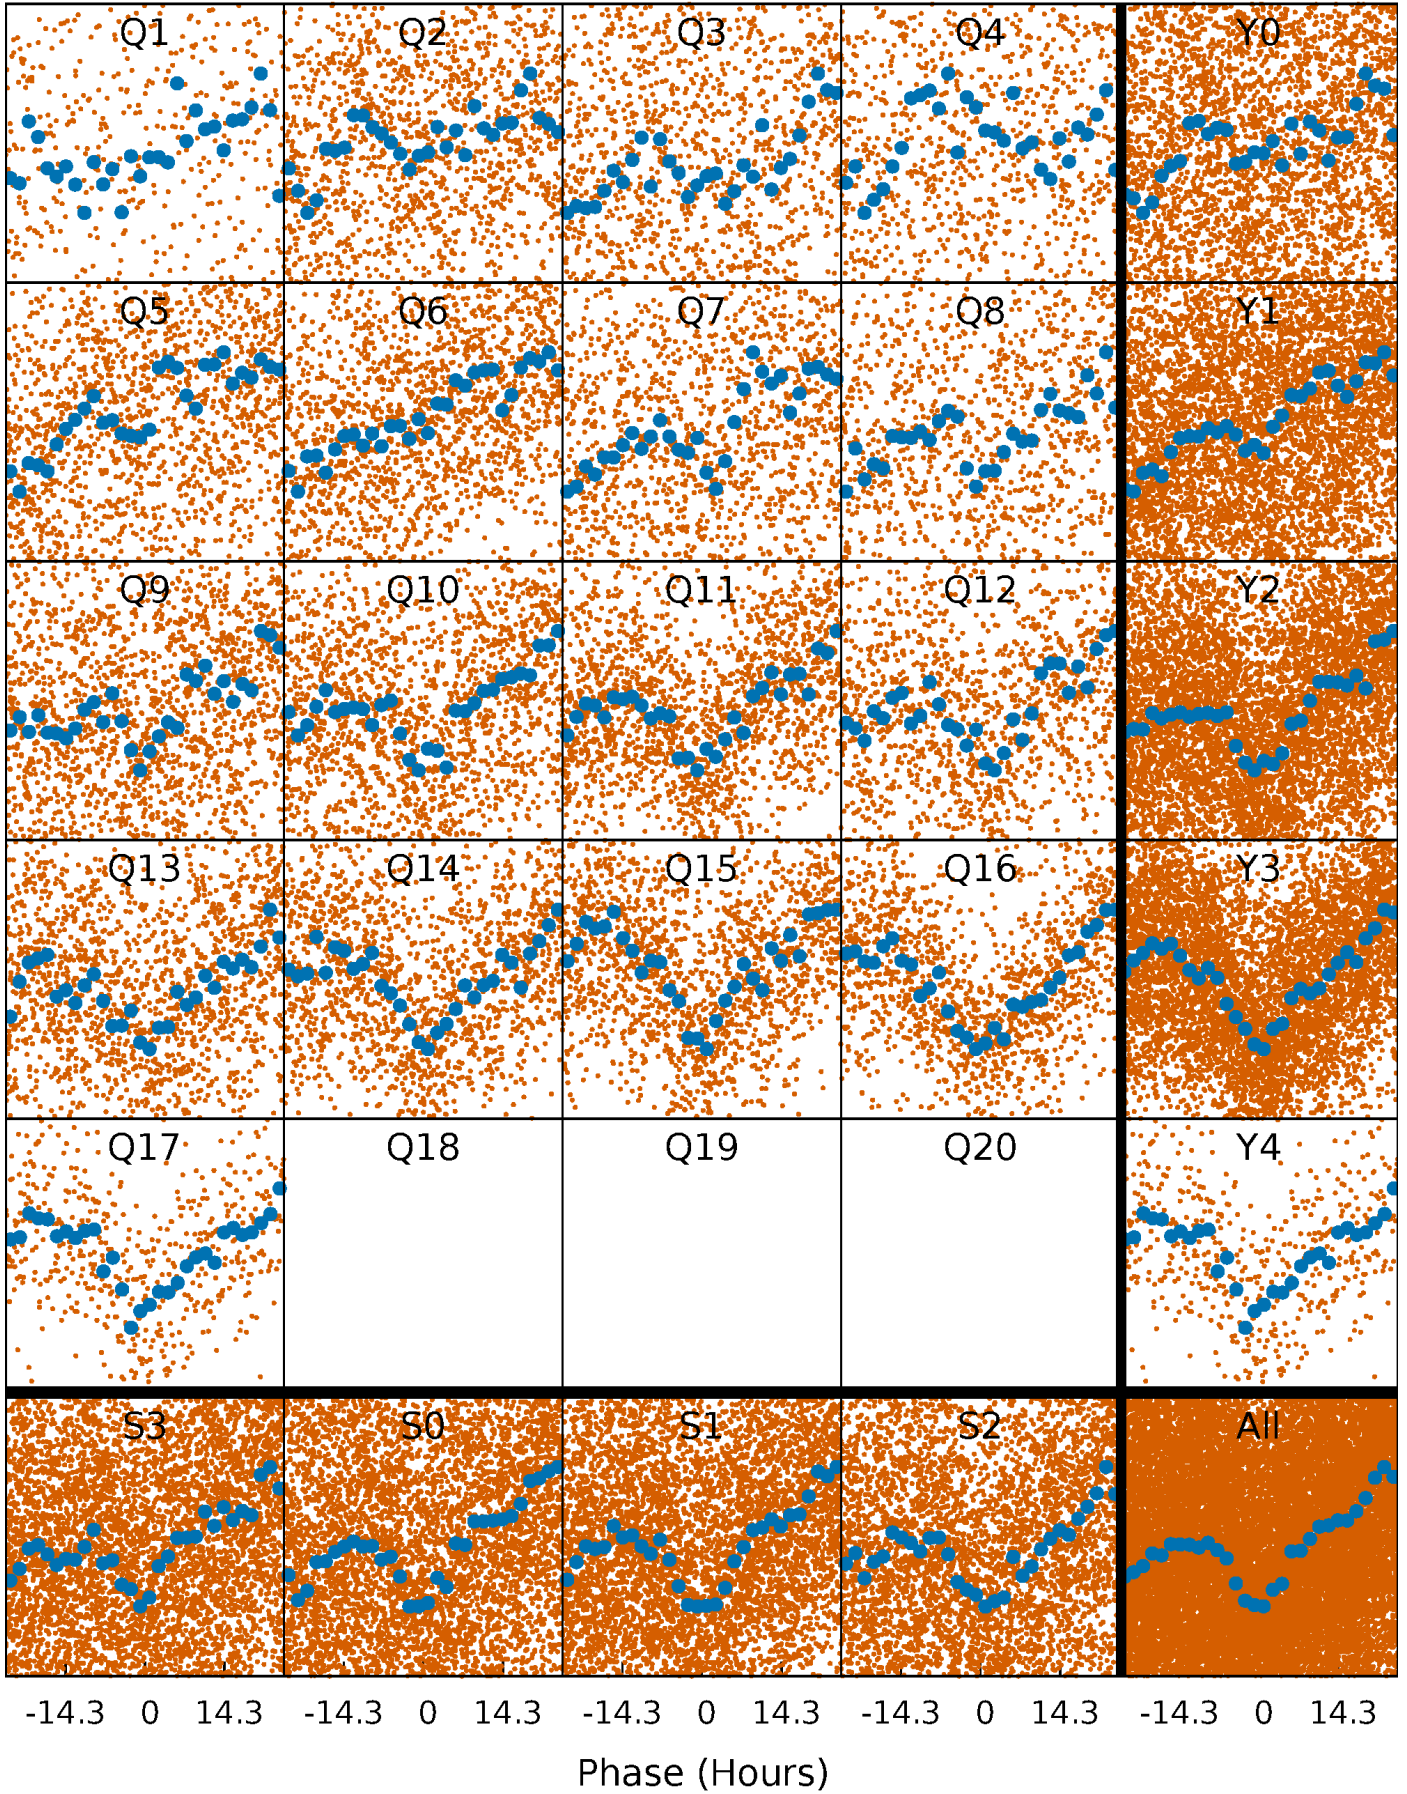 Q1 Q2 Q3 Q4 Y0
Q5 Q6 Q7 Q8 Y1
Q9 Q10 Q11 Q12 Y2
Q13 Q14 Q15 Q16 Y3
Q17 Q18 Q19 Q20 Y4
S3 S0 S1 S2 All
-14.3 0 14.3 -14.3 0 14.3 -14.3 0 14.3 -14.3 0 14.3 -14.3 0 14.3
Phase (Hours)